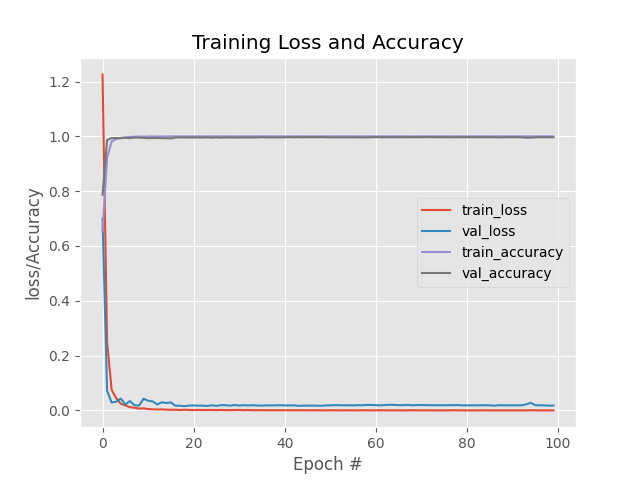 Training Loss and Accuracy
1.2
1.0
0.8
0.6
0.4
0.2
0.0
loss/Accuracy
train_loss
val_loss
train_accuracy
val_accuracy
0 20 40 60 80 100
Epoch #